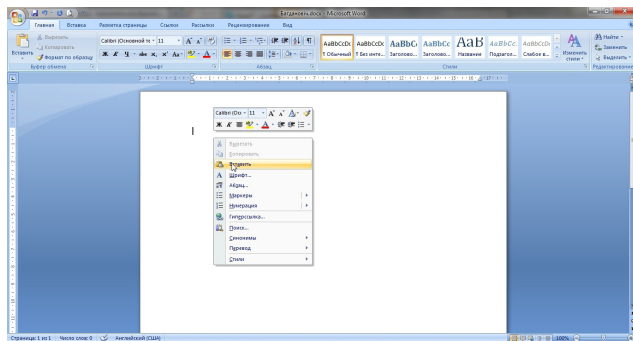 Багданович.docx - Microsoft Word
Главная Вставка Разметка страницы Ссылки Рассылки Рецензирование Вид
Вставить
Вырезать
Копировать
Формат по образцу
Буфер обмена
Calibri (Основной те 11
Шрифт
Абзац
AaBbCcDc AaBbCcDc AaBbC AaBbCc AaB AaBbCc. AaBbCcDc
¶ Обычный ¶ Без инте... Заголово... Заголово... Название Подзагол... Слабое в...
Стили
Изменить стили
Найти
Заменить
Выделить
Редактирование
Calibri (Осн 11
Вырезать
Копировать
Вставить
Шрифт...
Абзац...
Маркеры
Нумерация
Гиперссылка...
Поиск...
Синонимы
Перевод
Стили
Страница: 1 из 1 Число слов: 0 Английский (США) 100%